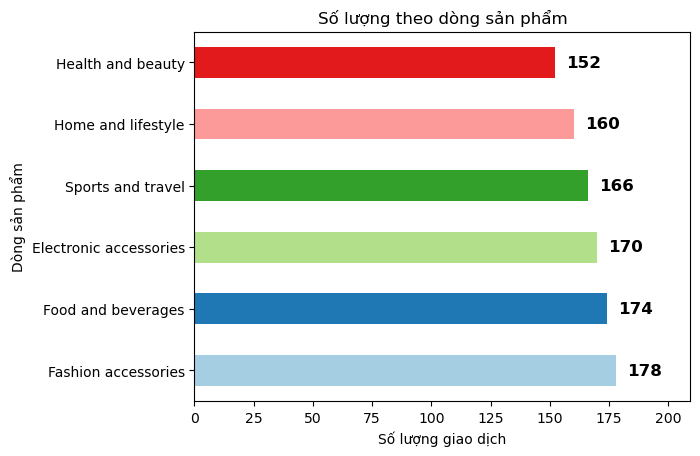 Số lượng theo dòng sản phẩm
Dòng sản phẩm
Health and beauty 152
Home and lifestyle 160
Sports and travel 166
Electronic accessories 170
Food and beverages 174
Fashion accessories 178
0 25 50 75 100 125 150 175 200
Số lượng giao dịch